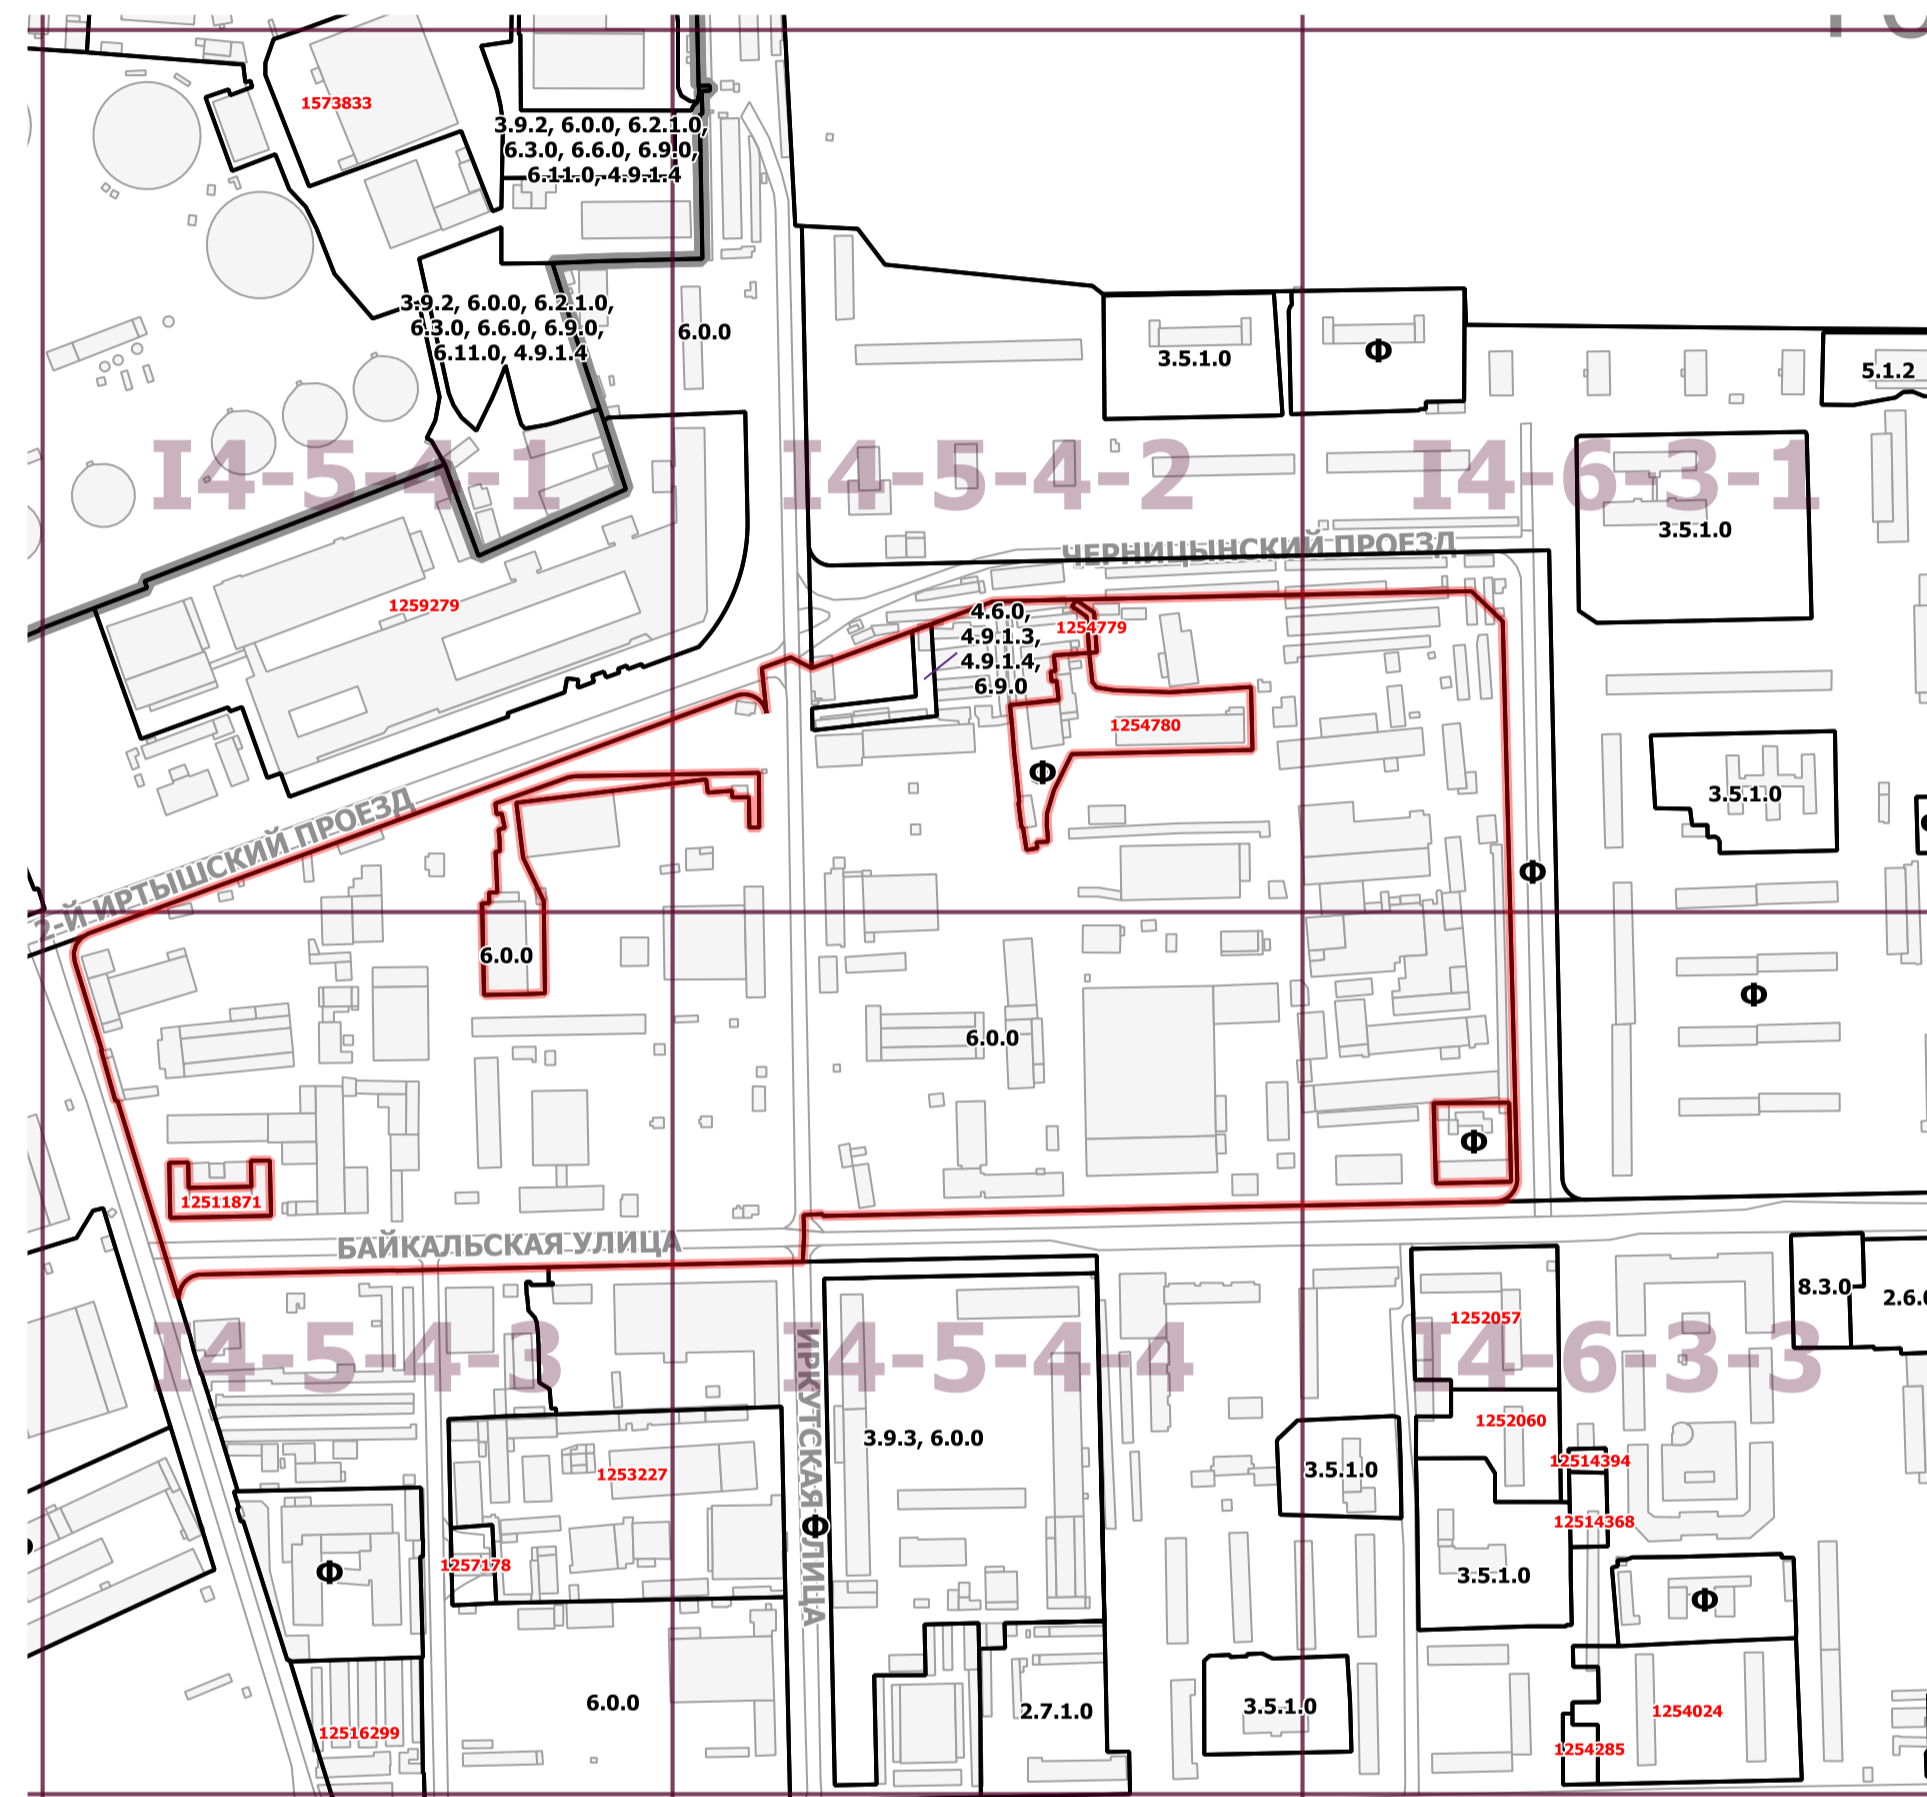 1573833
3.9.2, 6.0.0, 6.2.1.0,
6.3.0, 6.6.0, 6.9.0,
6.11.0, 4.9.1.4
3.9.2, 6.0.0, 6.2.1.0,
6.3.0, 6.6.0, 6.9.0,
6.11.0, 4.9.1.4
6.0.0
3.5.1.0
Ф
5.1.2
I4-5-4-1
I4-5-4-2
I4-6-3-1
3.5.1.0
ЧЕРНИЦЫНСКИЙ ПРОЕЗД
1259279
4.6.0,
4.9.1.3,
4.9.1.4,
6.9.0
1254779
1254780
Ф
3.5.1.0
2-Й ИРТЫШСКИЙ ПРОЕЗД
Ф
6.0.0
Ф
6.0.0
Ф
12511871
БАЙКАЛЬСКАЯ УЛИЦА
8.3.0
2.6.0
1252057
I4-5-4-3
I4-5-4-4
I4-6-3-3
ИРКУТСКАЯ УЛИЦА
3.9.3, 6.0.0
1252060
1253227
3.5.1.0
12514394
12514368
Ф
1257178
Ф
3.5.1.0
Ф
6.0.0
2.7.1.0
3.5.1.0
1254024
12516299
1254285